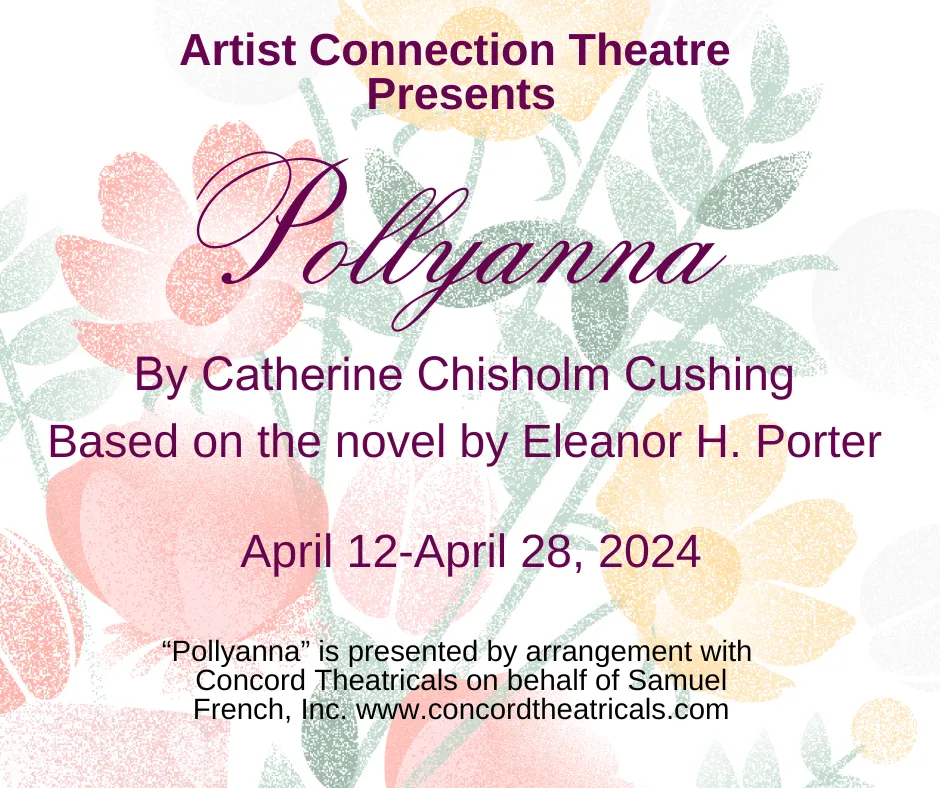 Artist Connection Theatre
Presents
Pollyanna
By Catherine Chisholm Cushing
Based on the novel by Eleanor H. Porter
April 12-April 28, 2024
“Pollyanna” is presented by arrangement with
Concord Theatricals on behalf of Samuel
French, Inc. www.concordtheatricals.com